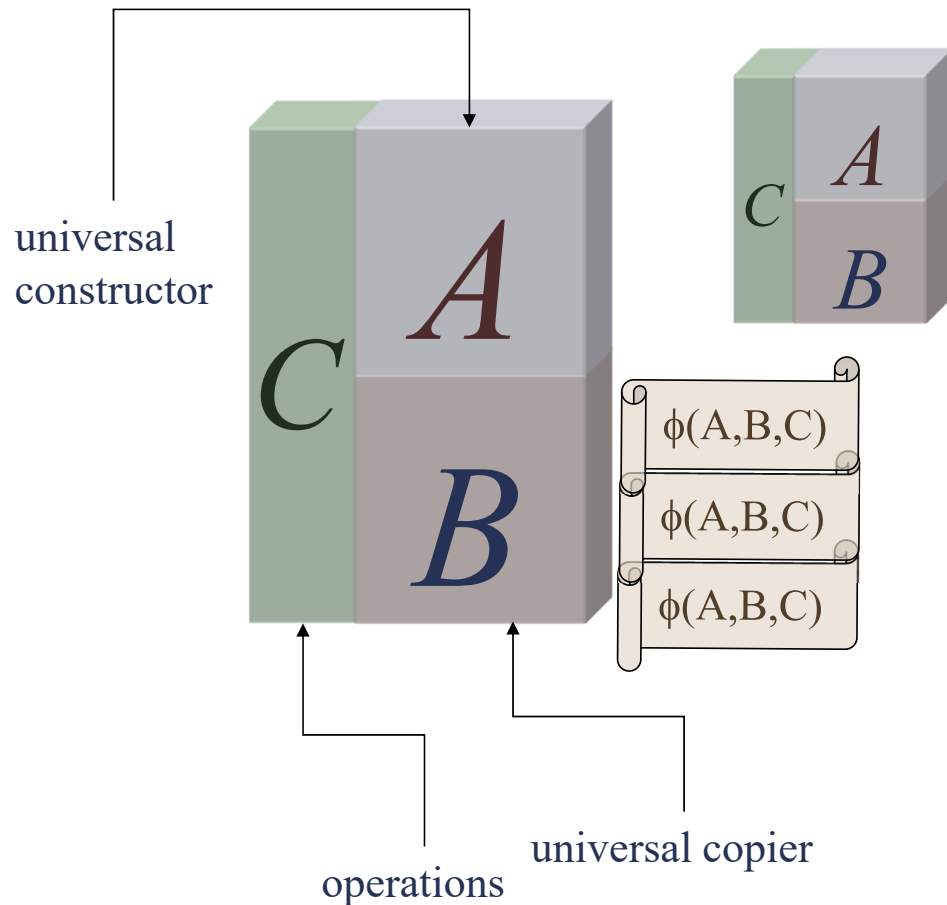 universal
constructor
C
A
B
C
A
B
ϕ(A,B,C)
ϕ(A,B,C)
ϕ(A,B,C)
universal copier
operations